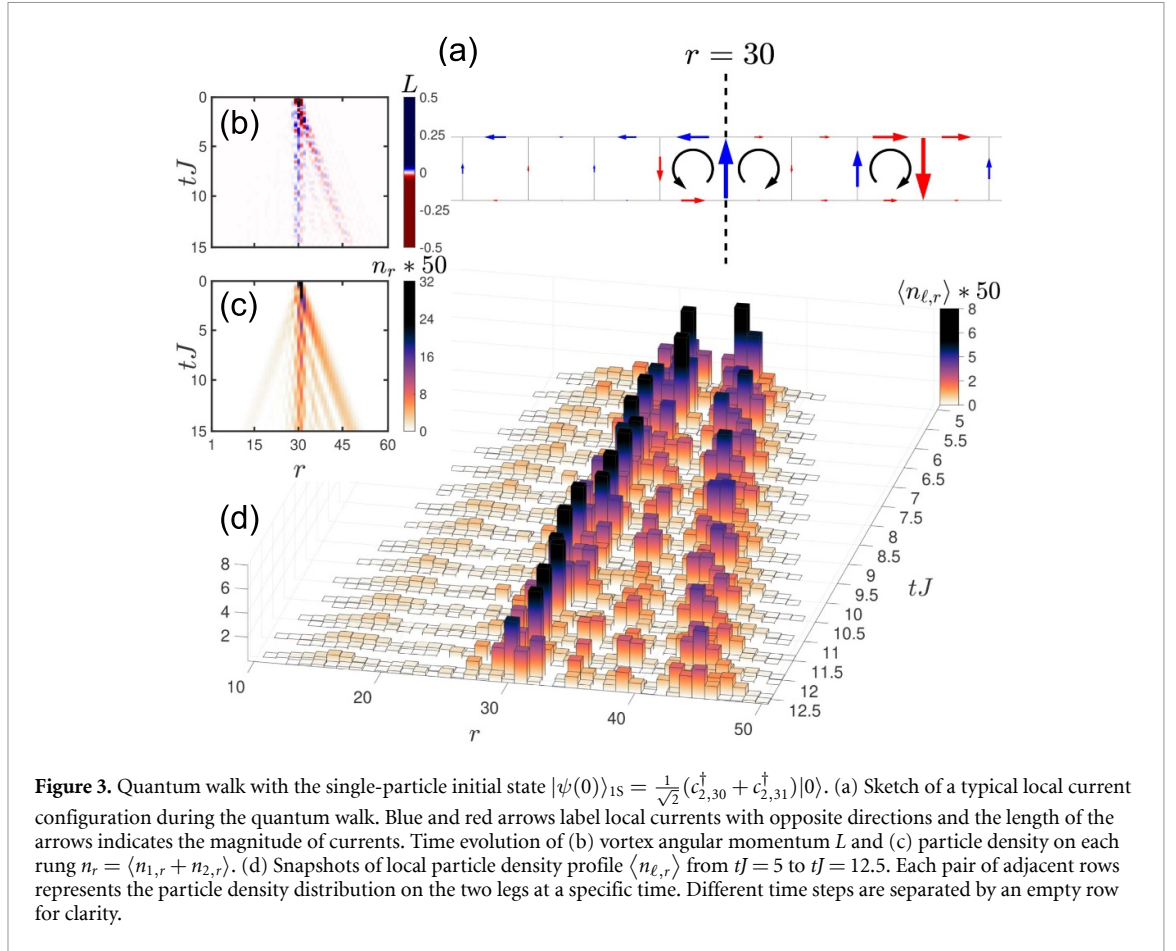 (a)
r = 30
L
0.5
0.25
0
-0.25
-0.5
(b)
0
5
10
15
tJ
n_r * 50
32
24
16
8
0
(c)
0
5
10
15
tJ
1 15 30 45 60
r
⟨n_{ℓ,r}⟩ * 50
8
6
5
3
2
0
(d)
8
6
4
2
10 20 30 40 50
r
5
5.5
6
6.5
7
7.5
8
8.5
9
9.5
10
10.5
11
11.5
12
12.5
tJ
Figure 3. Quantum walk with the single-particle initial state |ψ(0)⟩_{1S} = 1/√2 (c†_{2,30} + c†_{2,31})|0⟩. (a) Sketch of a typical local current
configuration during the quantum walk. Blue and red arrows label local currents with opposite directions and the length of the
arrows indicates the magnitude of currents. Time evolution of (b) vortex angular momentum L and (c) particle density on each
rung n_r = ⟨n_{1,r} + n_{2,r}⟩. (d) Snapshots of local particle density profile ⟨n_{ℓ,r}⟩ from tJ = 5 to tJ = 12.5. Each pair of adjacent rows
represents the particle density distribution on the two legs at a specific time. Different time steps are separated by an empty row
for clarity.